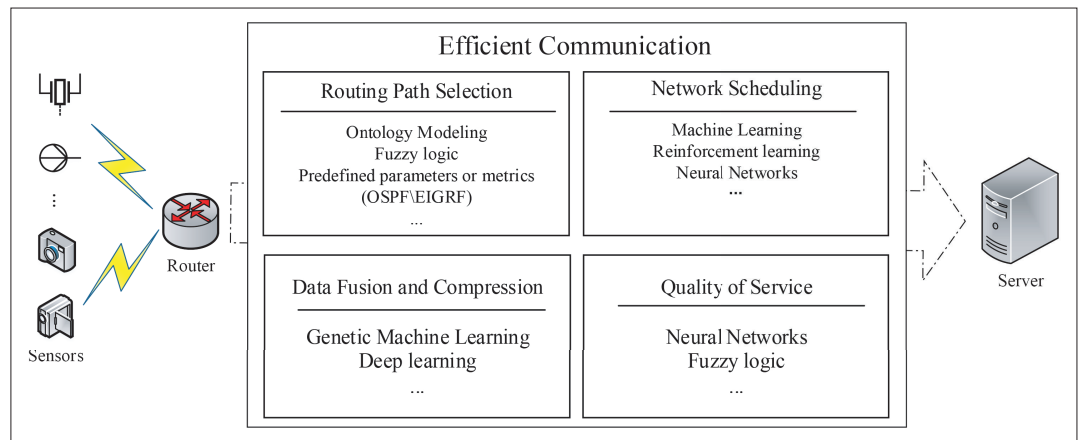 Efficient Communication
Routing Path Selection
Ontology Modeling
Fuzzy logic
Predefined parameters or metrics
(OSPF\EIGRF)
...
Network Scheduling
Machine Learning
Reinforcement learning
Neural Networks
...
Data Fusion and Compression
Genetic Machine Learning
Deep learning
...
Quality of Service
Neural Networks
Fuzzy logic
...
Sensors
Router
Server